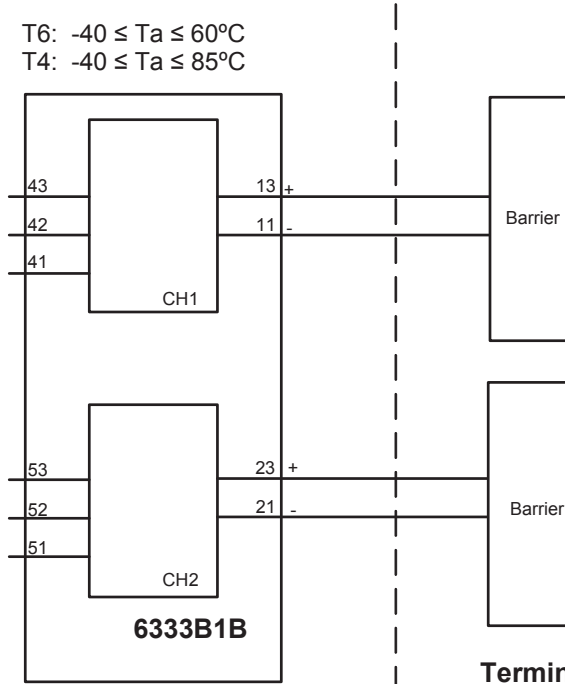 T6: -40 ≤ Ta ≤ 60ºC
T4: -40 ≤ Ta ≤ 85ºC
43 13 +
42 11 -
41
CH1
Barrier
53 23 +
52 21 -
51
Barrier
CH2
6333B1B
Termin